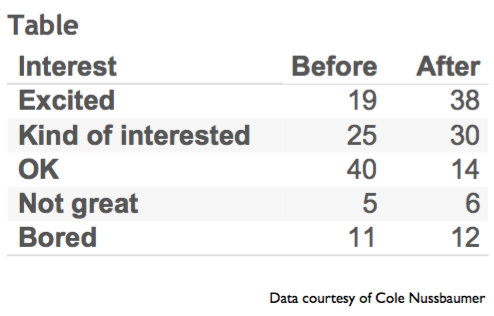 Table
Interest Before After
Excited 19 38
Kind of interested 25 30
OK 40 14
Not great 5 6
Bored 11 12
Data courtesy of Cole Nussbaumer